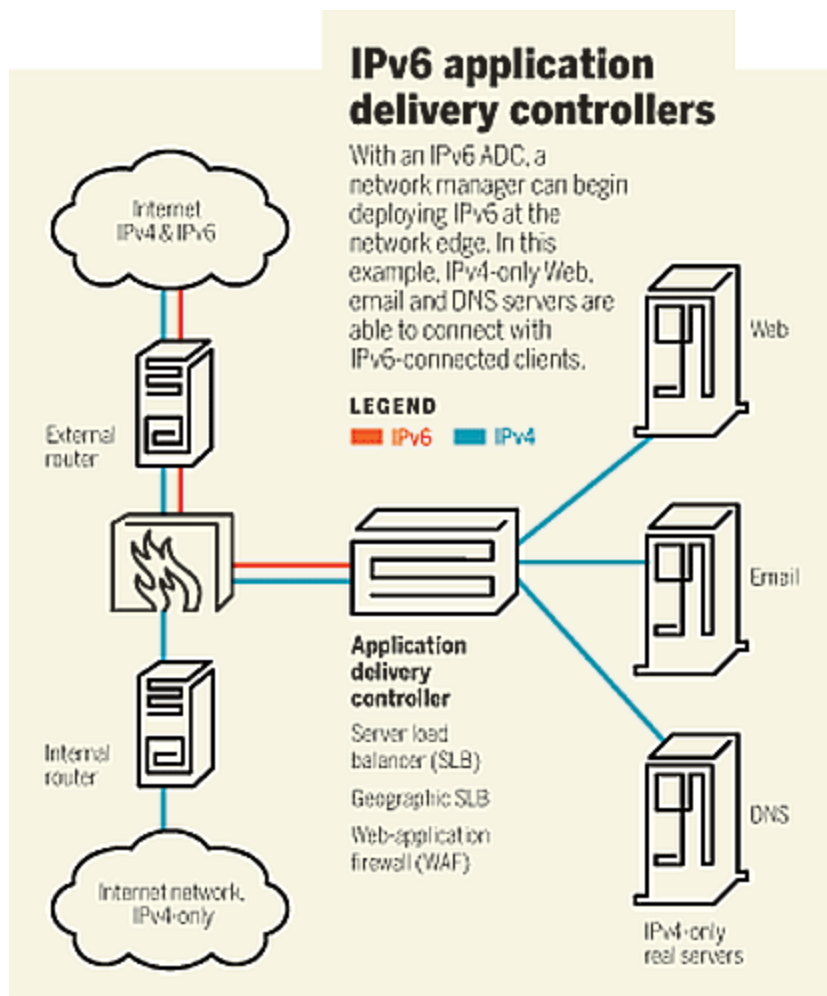 IPv6 application
delivery controllers
With an IPv6 ADC, a
network manager can begin
deploying IPv6 at the
network edge. In this
example, IPv4-only Web,
email and DNS servers are
able to connect with
IPv6-connected clients.
LEGEND
IPv6 IPv4
Internet
IPv4 & IPv6
External
router
Internal
router
Internet network,
IPv4-only
Application
delivery
controller
Server load
balancer (SLB)
Geographic SLB
Web-application
firewall (WAF)
Web
Email
DNS
IPv4-only
real servers